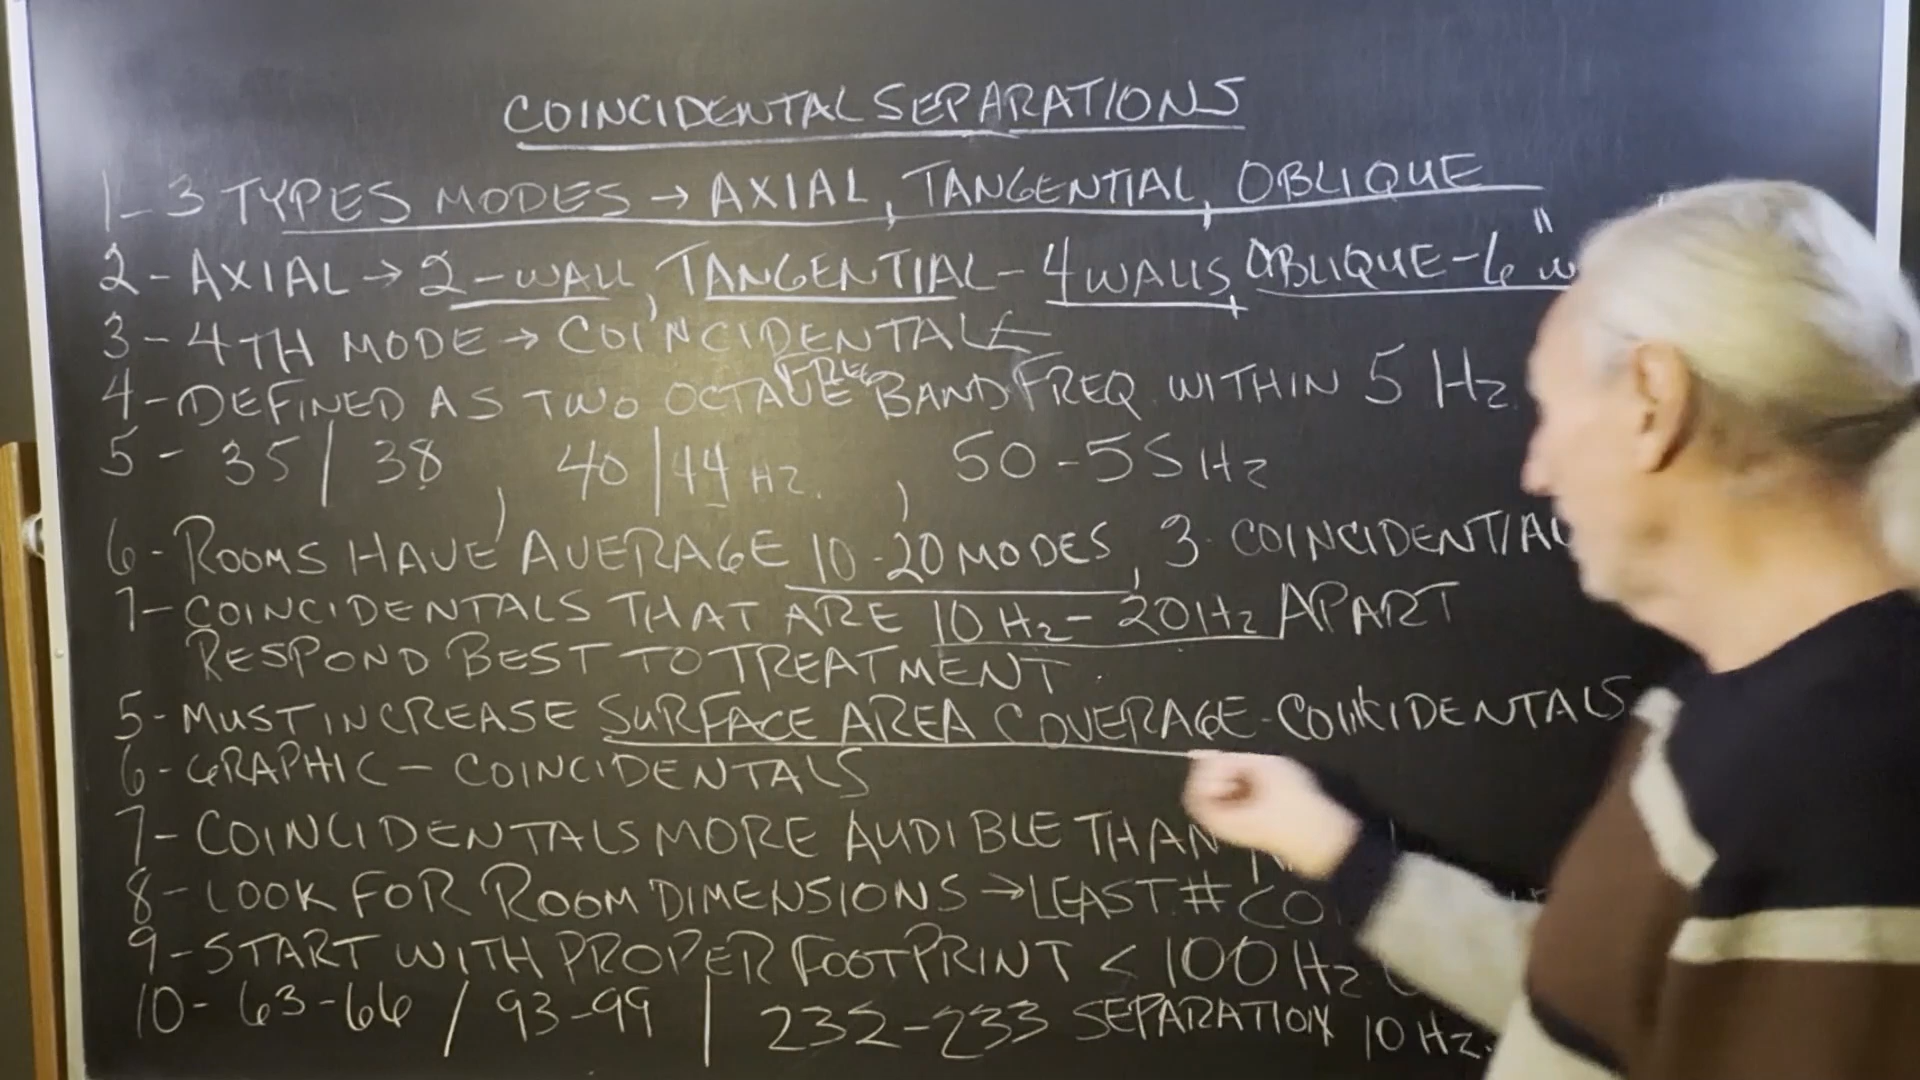 COINCIDENTAL SEPARATIONS
1- 3 TYPES MODES → AXIAL, TANGENTIAL, OBLIQUE
2 - AXIAL → 2-WALL, TANGENTIAL - 4 WALLS, OBLIQUE - 6 "
3 - 4TH MODE → COINCIDENTAL ←
4 - DEFINED AS TWO OCTAVE FREQ BAND FREQ WITHIN 5 Hz
5 - 35 / 38, 40 | 44 HZ., 50 - 55 HZ
6 - ROOMS HAVE AVERAGE 10 - 20 MODES, 3 COINCIDENTIAL
7 - COINCIDENTALS THAT ARE 10 Hz - 20 Hz APART
RESPOND BEST TO TREATMENT.
5 - MUST INCREASE SURFACE AREA COVERAGE - COINCIDENTALS
6 - GRAPHIC - COINCIDENTALS
7 - COINCIDENTALS MORE AUDIBLE THAN
8 - LOOK FOR ROOM DIMENSIONS → LEAST #
9 - START WITH PROPER FOOTPRINT < 100 Hz
10 - 63-66 / 93-99 | 232-233 SEPARATION 10 Hz.